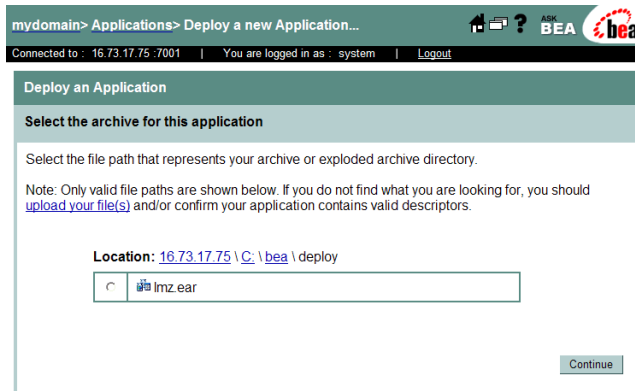 mydomain> Applications> Deploy a new Application...
? ASK BEA bea
Connected to : 16.73.17.75 :7001 | You are logged in as : system | Logout
Deploy an Application
Select the archive for this application
Select the file path that represents your archive or exploded archive directory.
Note: Only valid file paths are shown below. If you do not find what you are looking for, you should
upload your file(s) and/or confirm your application contains valid descriptors.
Location: 16.73.17.75 \ C: \ bea \ deploy
lmz.ear
Continue